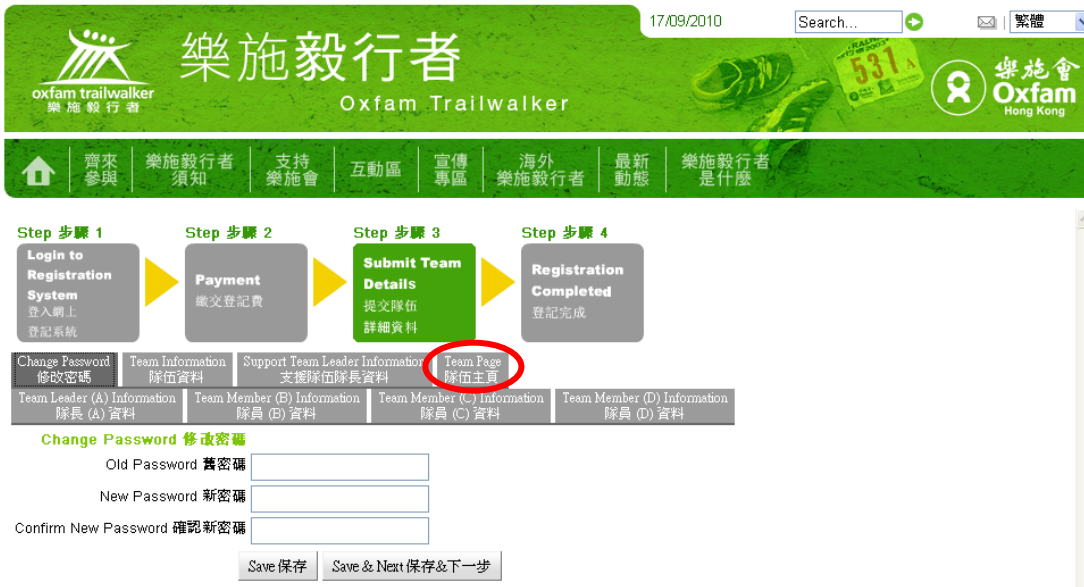 17/09/2010
Search...
繁體
樂施毅行者
Oxfam Trailwalker
oxfam trailwalker
樂施毅行者
531 A
樂施會
Oxfam
Hong Kong
齊來
參與
樂施毅行者
須知
支持
樂施會
互動區
宣傳
專區
海外
樂施毅行者
最新
動態
樂施毅行者
是什麼
Step 步驟 1
Step 步驟 2
Step 步驟 3
Step 步驟 4
Login to
Registration
System
登入網上
登記系統
Payment
繳交登記費
Submit Team
Details
提交隊伍
詳細資料
Registration
Completed
登記完成
Change Password
修改密碼
Team Information
隊伍資料
Support Team Leader Information
支援隊伍隊長資料
Team Page
隊伍主頁
Team Leader (A) Information
隊長 (A) 資料
Team Member (B) Information
隊員 (B) 資料
Team Member (C) Information
隊員 (C) 資料
Team Member (D) Information
隊員 (D) 資料
Change Password 修改密碼
Old Password 舊密碼
New Password 新密碼
Confirm New Password 確認新密碼
Save 保存
Save & Next 保存&下一步